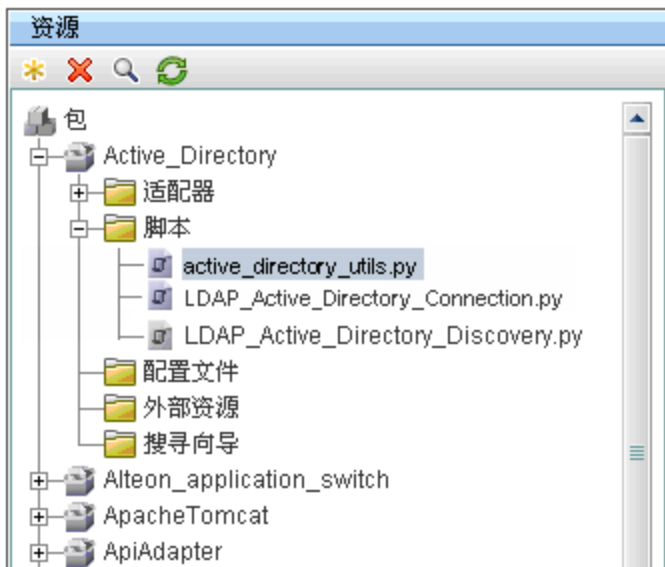 资源
包
Active_Directory
适配器
脚本
active_directory_utils.py
LDAP_Active_Directory_Connection.py
LDAP_Active_Directory_Discovery.py
配置文件
外部资源
搜寻向导
Alteon_application_switch
ApacheTomcat
ApiAdapter